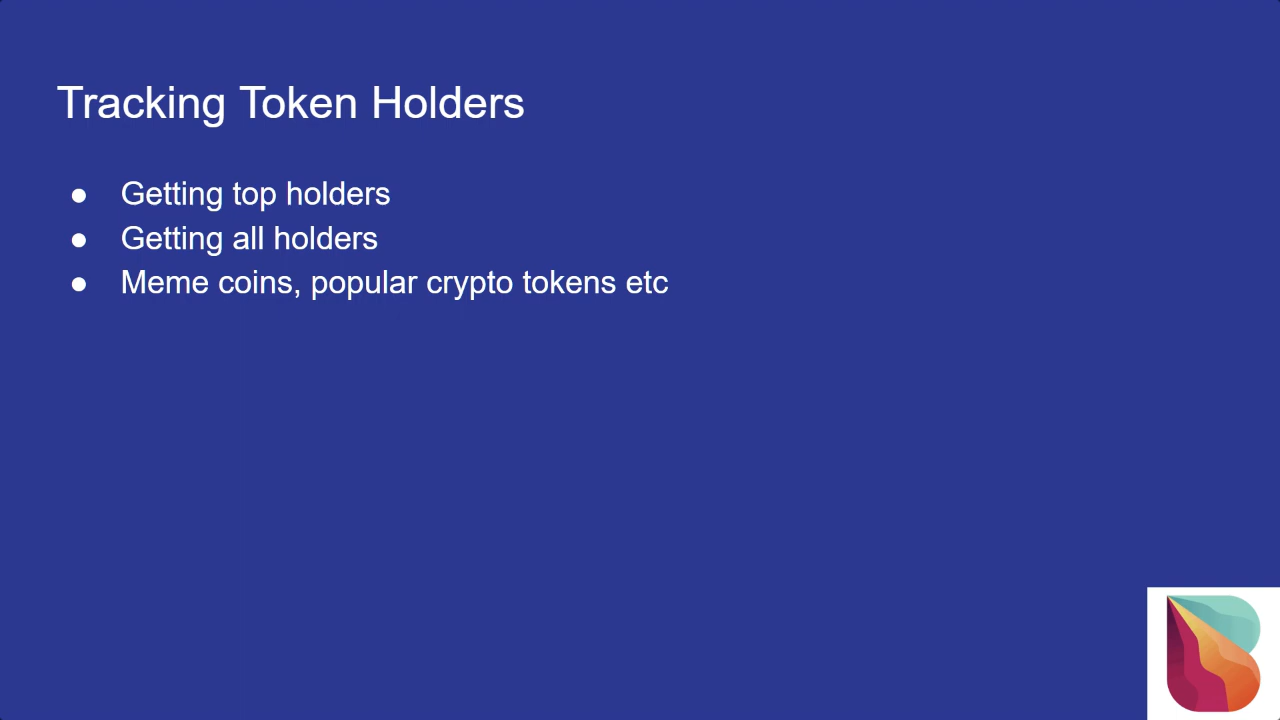 Tracking Token Holders
● Getting top holders
● Getting all holders
● Meme coins, popular crypto tokens etc